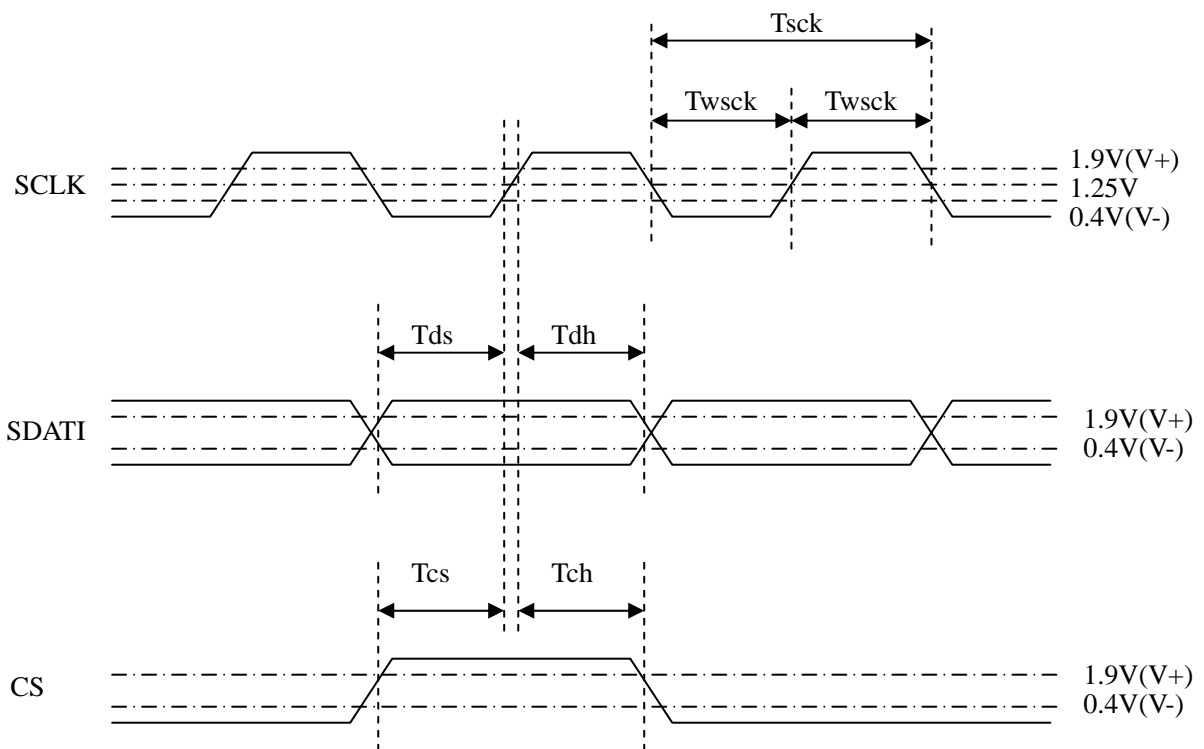 Tsck
Twsck Twsck
SCLK
1.9V(V+)
1.25V
0.4V(V-)
Tds Tdh
SDATI
1.9V(V+)
0.4V(V-)
Tcs Tch
CS
1.9V(V+)
0.4V(V-)